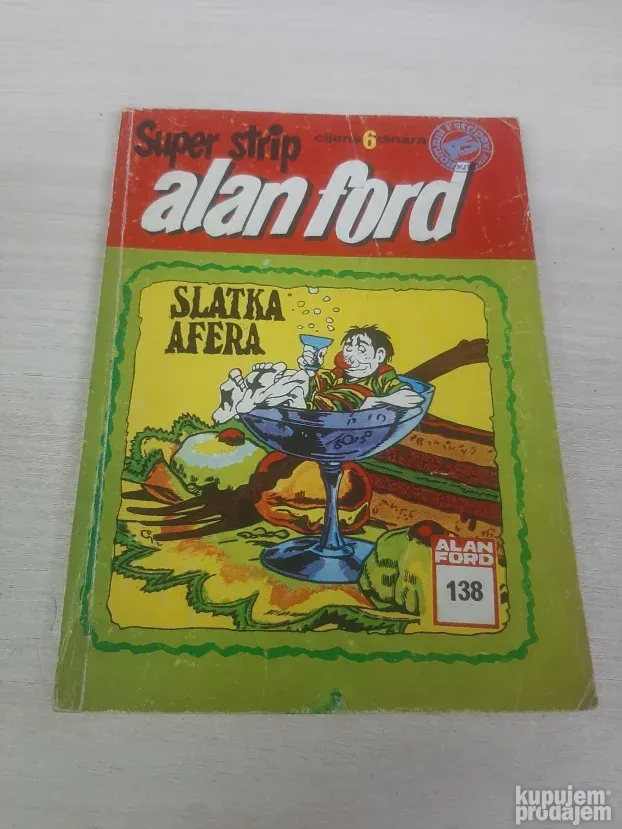 Super strip
cijena 6 dinara
alan ford
SLATKA
AFERA
ALAN
FORD
138
kupujem
prodajem